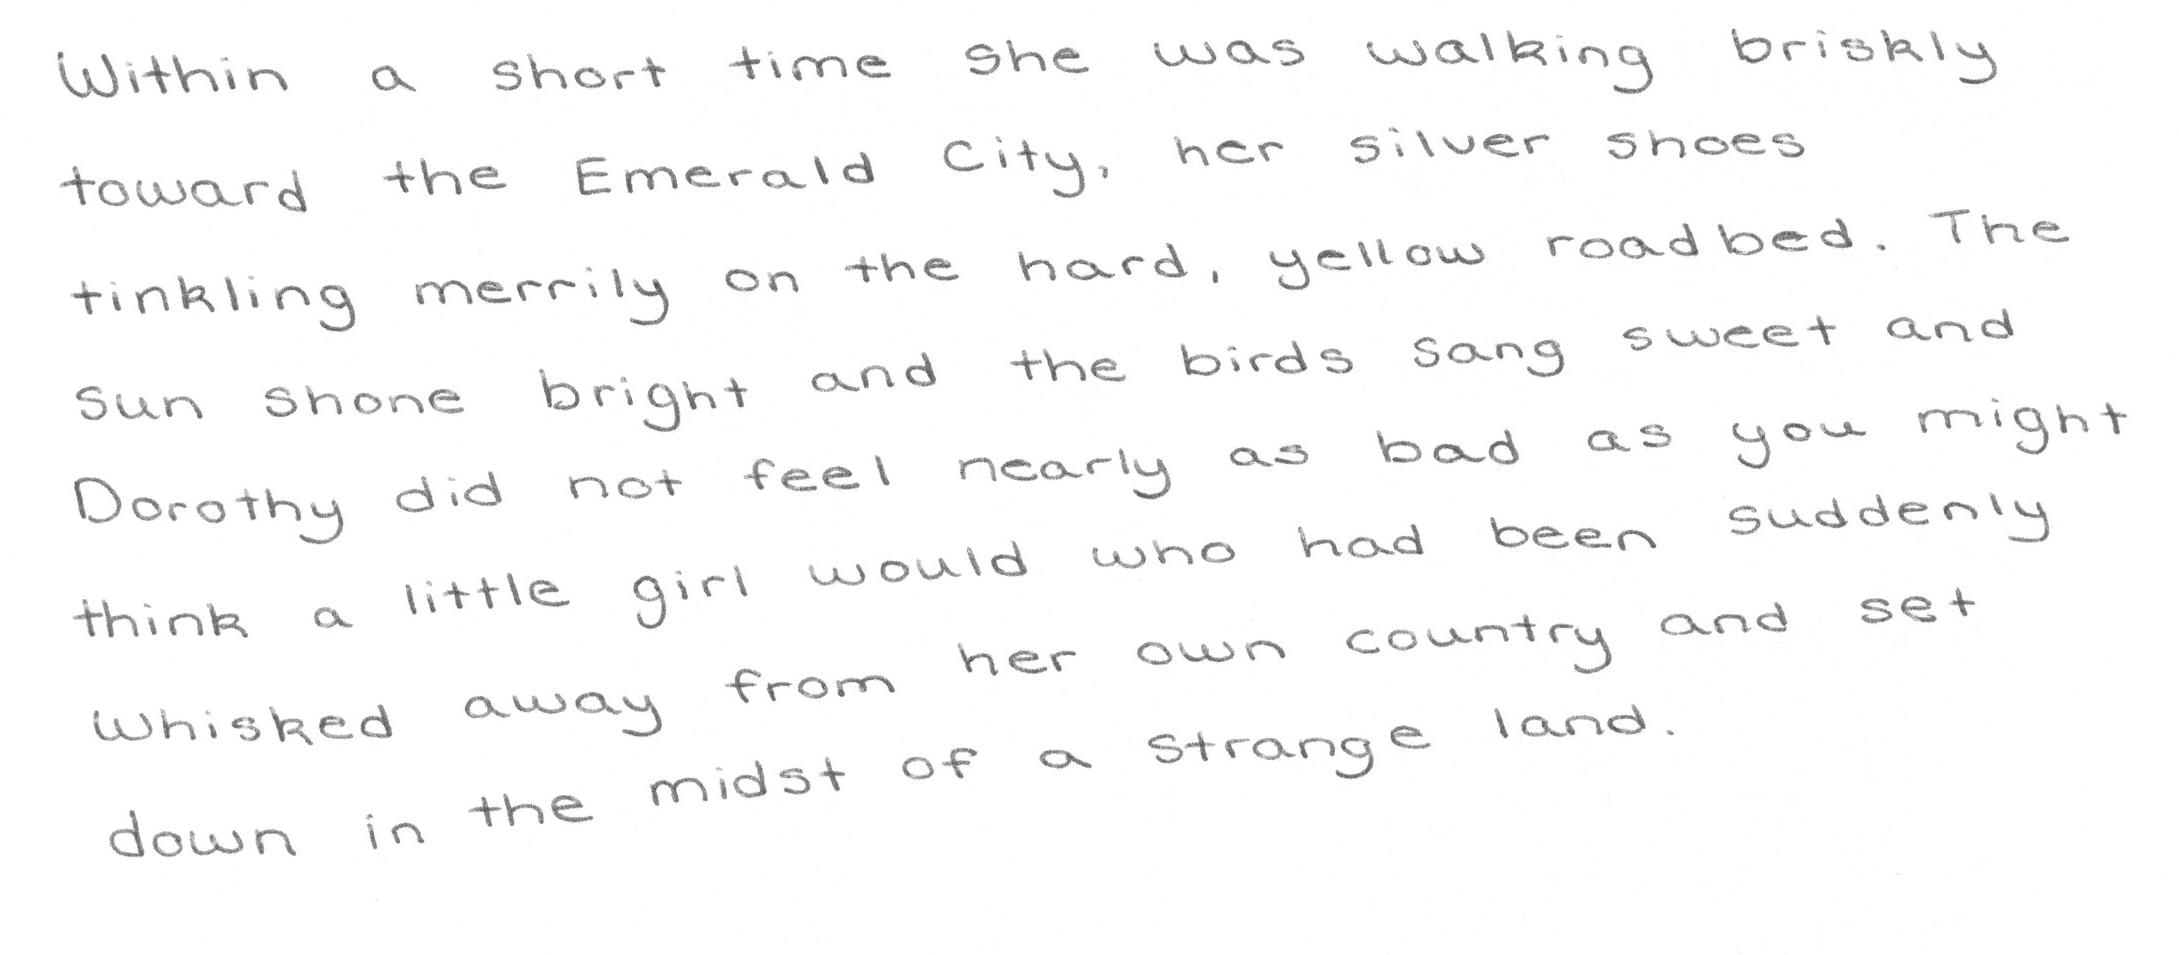 Within a short time she was walking briskly
toward the Emerald City, her silver shoes
tinkling merrily on the hard, yellow roadbed. The
sun shone bright and the birds sang sweet and
Dorothy did not feel nearly as bad as you might
think a little girl would who had been suddenly
whisked away from her own country and set
down in the midst of a strange land.